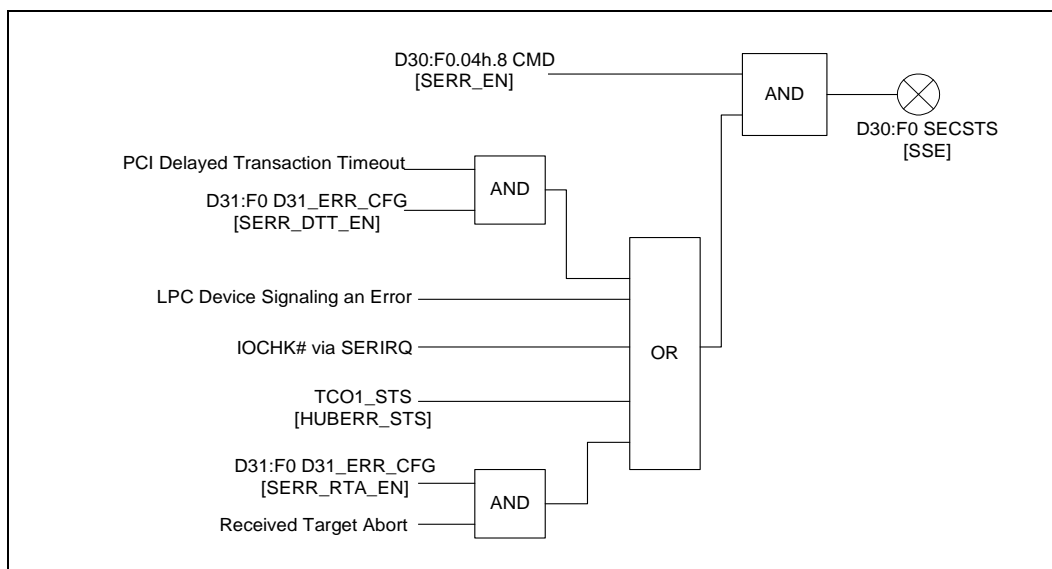 D30:F0.04h.8 CMD
[SERR_EN]
AND
D30:F0 SECSTS
[SSE]
PCI Delayed Transaction Timeout
AND
D31:F0 D31_ERR_CFG
[SERR_DTT_EN]
LPC Device Signaling an Error
IOCHK# via SERIRQ
OR
TCO1_STS
[HUBERR_STS]
D31:F0 D31_ERR_CFG
[SERR_RTA_EN]
AND
Received Target Abort